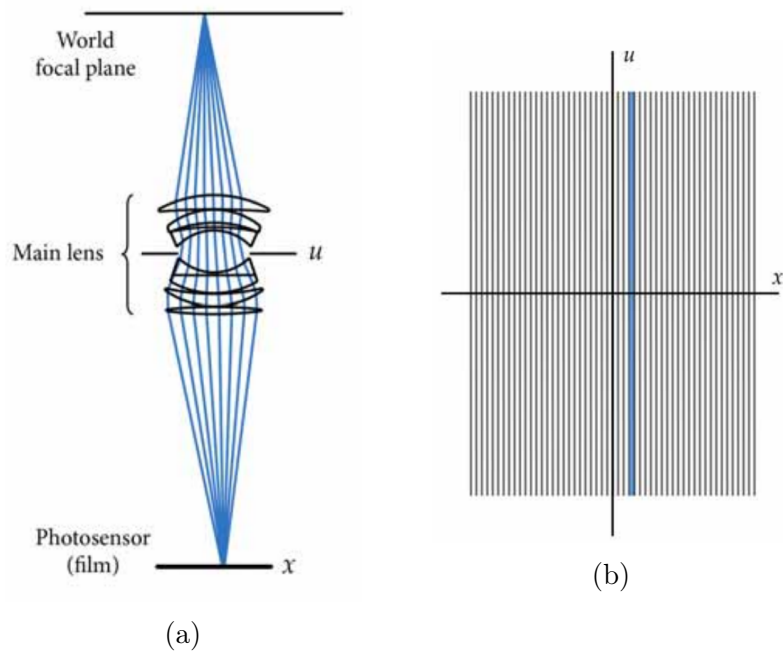 World
focal plane
Main lens
u
Photosensor
(film)
x
(a)
u
x
(b)